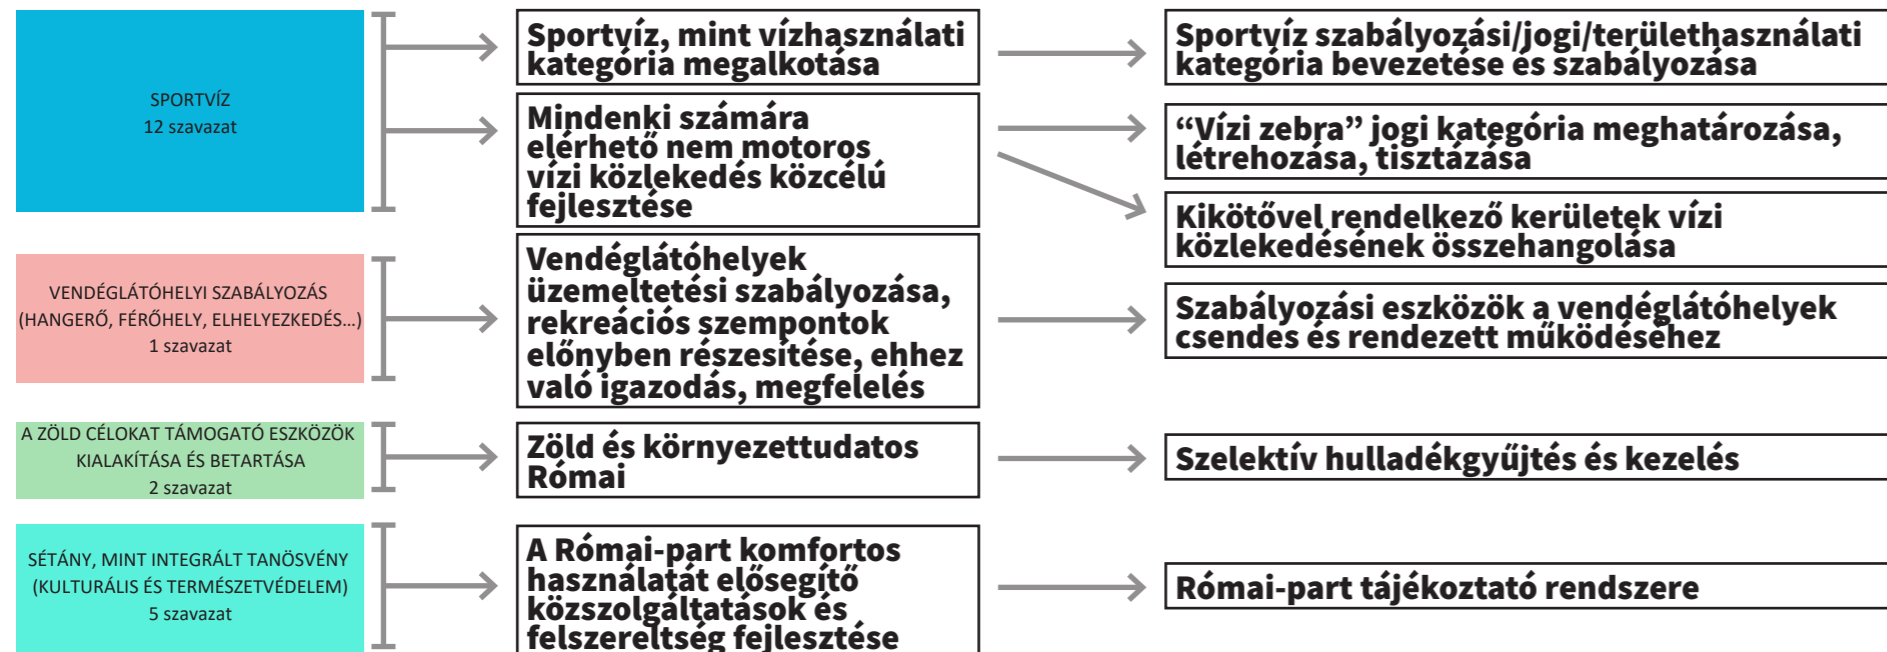 SPORTVÍZ
12 szavazat
Sportvíz, mint vízhasználati
kategória megalkotása
Sportvíz szabályozási/jogi/területhasználati
kategória bevezetése és szabályozása
Mindenki számára
elérhető nem motoros
vízi közlekedés közcélú
fejlesztése
“Vízi zebra” jogi kategória meghatározása,
létrehozása, tisztázása
Kikötővel rendelkező kerületek vízi
közlekedésének összehangolása
VENDÉGLÁTÓHELYI SZABÁLYOZÁS
(HANGERŐ, FÉRŐHELY, ELHELYEZKEDÉS...)
1 szavazat
Vendéglátóhelyek
üzemeltetési szabályozása,
rekreációs szempontok
előnyben részesítése, ehhez
való igazodás, megfelelés
Szabályozási eszközök a vendéglátóhelyek
csendes és rendezett működéséhez
A ZÖLD CÉLOKAT TÁMOGATÓ ESZKÖZÖK
KIALAKÍTÁSA ÉS BETARTÁSA
2 szavazat
Zöld és környezettudatos
Római
Szelektív hulladékgyűjtés és kezelés
SÉTÁNY, MINT INTEGRÁLT TANÖSVÉNY
(KULTURÁLIS ÉS TERMÉSZETVÉDELEM)
5 szavazat
A Római-part komfortos
használatát elősegítő
közszolgáltatások és
felszereltség fejlesztése
Római-part tájékoztató rendszere